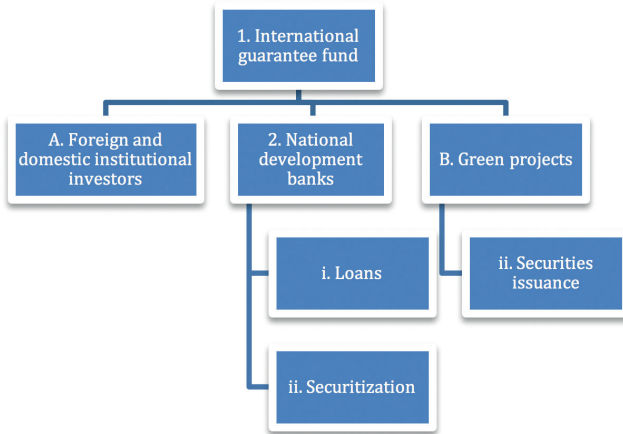 1. International
guarantee fund
A. Foreign and
domestic institutional
investors
2. National
development
banks
B. Green projects
i. Loans
ii. Securities
issuance
ii. Securitization